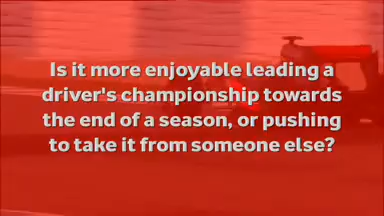 Is it more enjoyable leading a
driver's championship towards
the end of a season, or pushing
to take it from someone else?